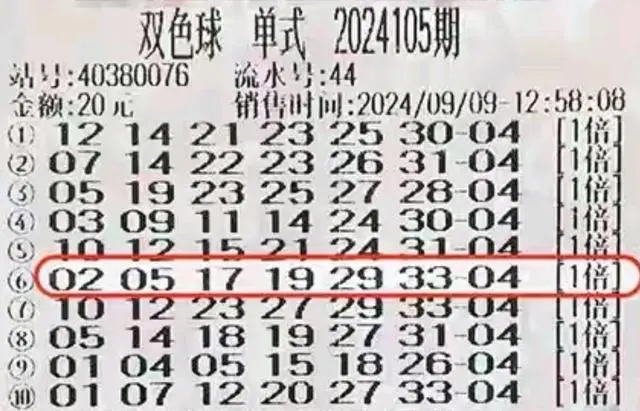 双色球 单式 2024105期
站号:40380076 流水号:44
金额:20元 销售时间:2024/09/09-12:58:08
① 12 14 21 23 25 30-04 [1倍]
② 07 14 22 23 26 31-04 [1倍]
③ 05 19 23 25 27 28-04 [1倍]
④ 03 09 11 14 24 30-04 [1倍]
⑤ 10 12 15 21 24 31-04 [1倍]
⑥ 02 05 17 19 29 33-04 [1倍]
⑦ 10 12 23 27 29 33-04 [1倍]
⑧ 05 14 18 19 27 31-04 [1倍]
⑨ 01 04 05 15 18 26-04 [1倍]
⑩ 01 07 12 20 27 33-04 [1倍]